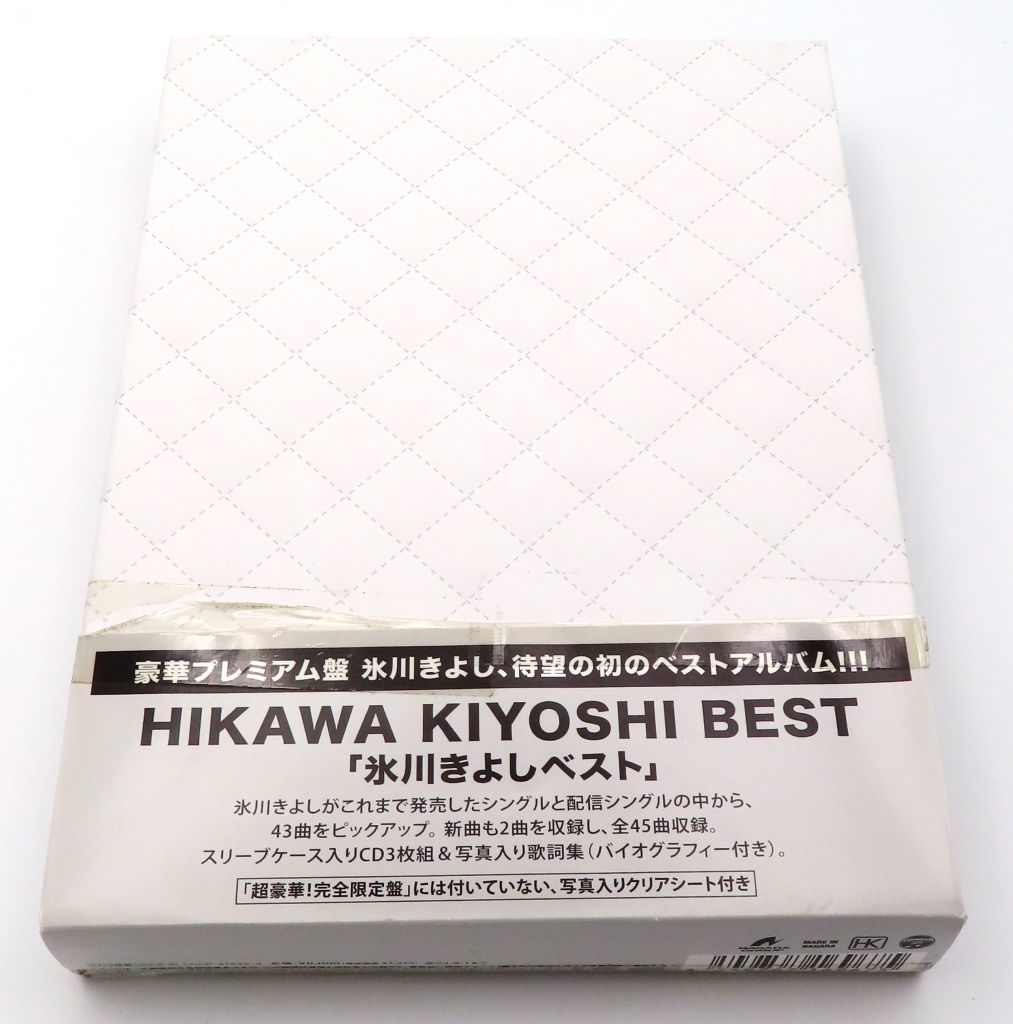 豪華プレミアム盤 氷川きよし、待望の初のベストアルバム!!!
HIKAWA KIYOSHI BEST
「氷川きよしベスト」
氷川きよしがこれまで発売したシングルと配信シングルの中から、
43曲をピックアップ。新曲も2曲を収録し、全45曲収録。
スリーブケース入りCD3枚組＆写真入り歌詞集（バイオグラフィー付き）。
「超豪華！完全限定盤」には付いていない、写真入りクリアシート付き
MADE IN
NAGARA
HK